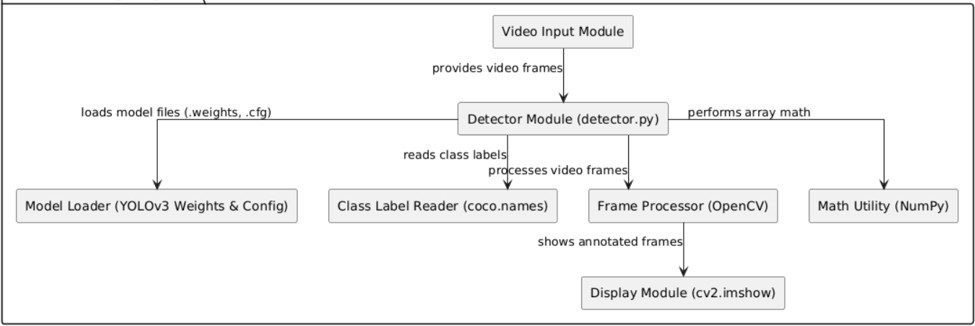 Video Input Module
provides video frames
loads model files (.weights, .cfg)
Detector Module (detector.py)
performs array math
reads class labels
processes video frames
Model Loader (YOLOv3 Weights & Config)
Class Label Reader (coco.names)
Frame Processor (OpenCV)
Math Utility (NumPy)
shows annotated frames
Display Module (cv2.imshow)